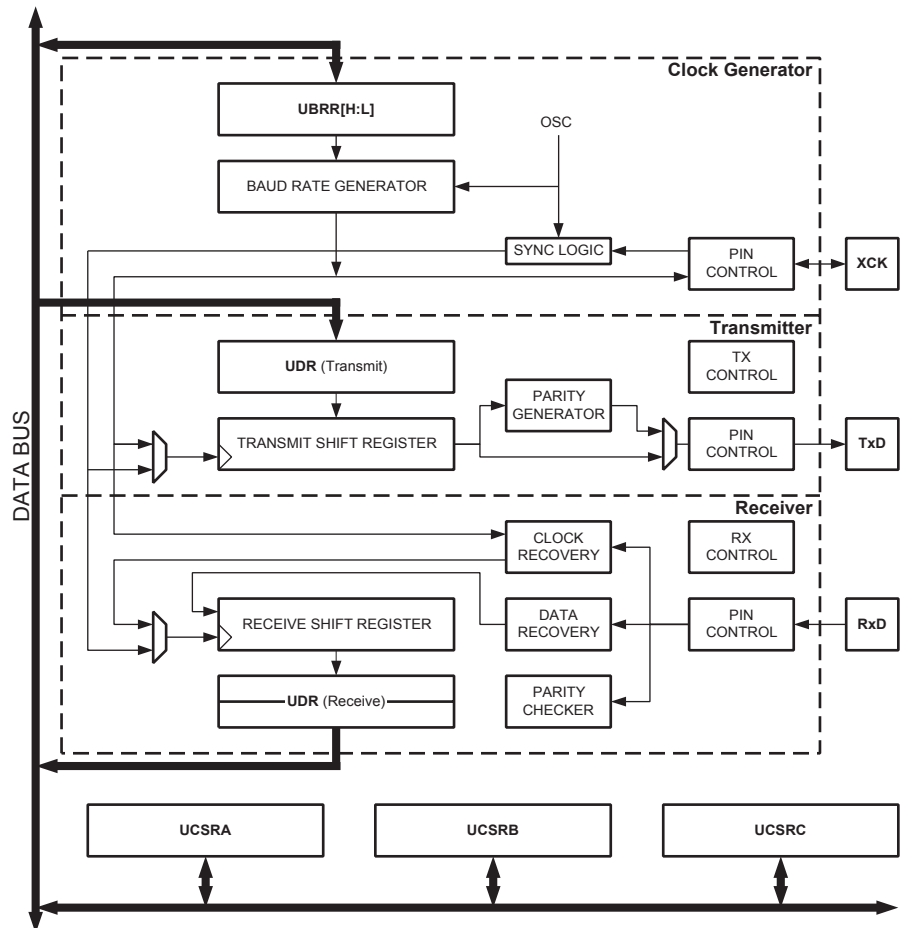 Clock Generator
UBRR[H:L]
OSC
BAUD RATE GENERATOR
SYNC LOGIC
PIN
CONTROL
XCK
Transmitter
UDR (Transmit)
TX
CONTROL
PARITY
GENERATOR
TRANSMIT SHIFT REGISTER
PIN
CONTROL
TxD
DATA BUS
Receiver
CLOCK
RECOVERY
RX
CONTROL
RECEIVE SHIFT REGISTER
DATA
RECOVERY
PIN
CONTROL
RxD
UDR (Receive)
PARITY
CHECKER
UCSRA
UCSRB
UCSRC